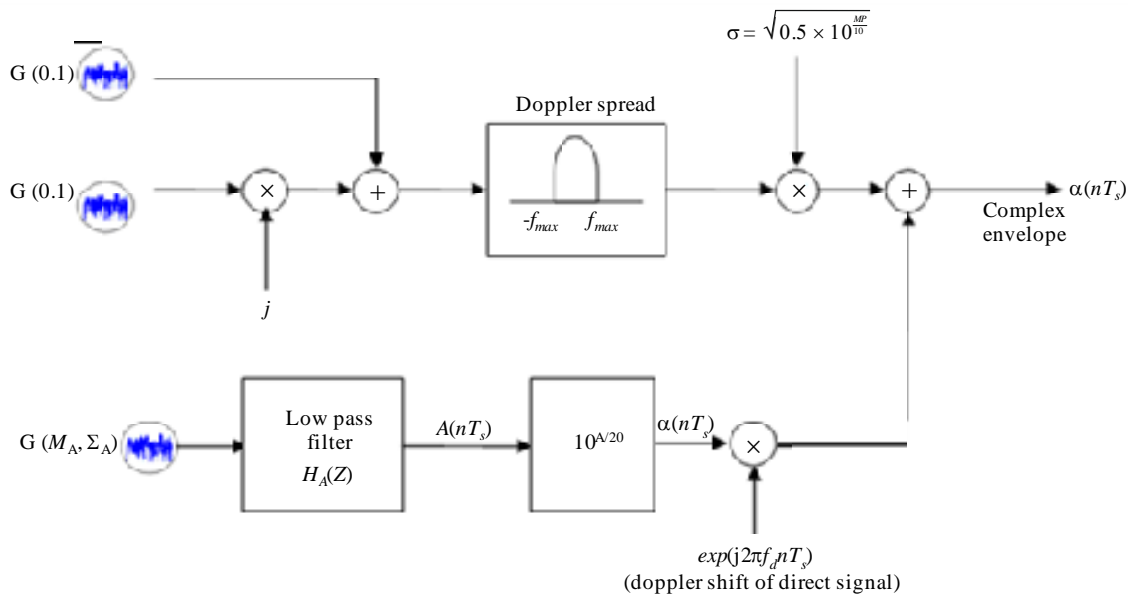 σ = √0.5 × 10^{MP/10}
G (0.1)
Doppler spread
G (0.1)
×
+
-f_max f_max
×
+
α(nT_s)
Complex
envelope
j
G (M_A, Σ_A)
Low pass
filter
H_A(Z)
A(nT_s)
10^{A/20}
α(nT_s)
×
exp(j2πf_d nT_s)
(doppler shift of direct signal)